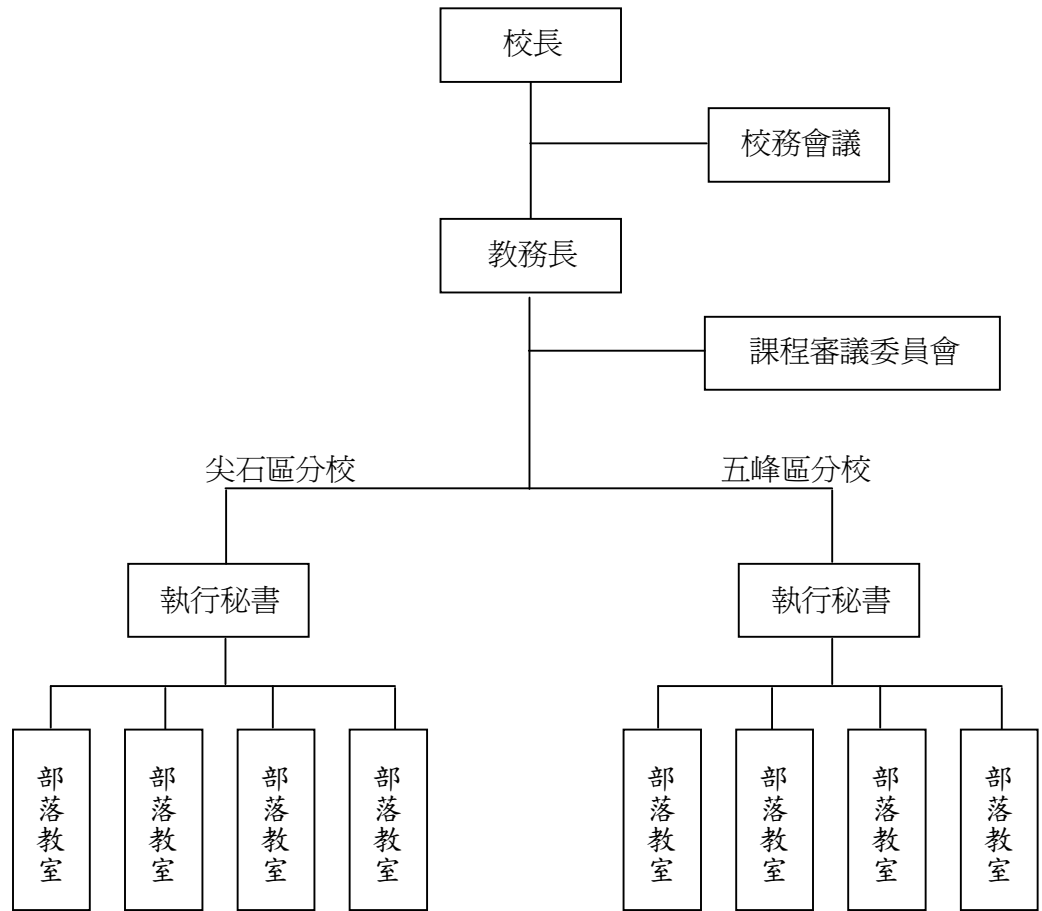 校長
校務會議
教務長
課程審議委員會
尖石區分校
五峰區分校
執行秘書
執行秘書
部落教室
部落教室
部落教室
部落教室
部落教室
部落教室
部落教室
部落教室